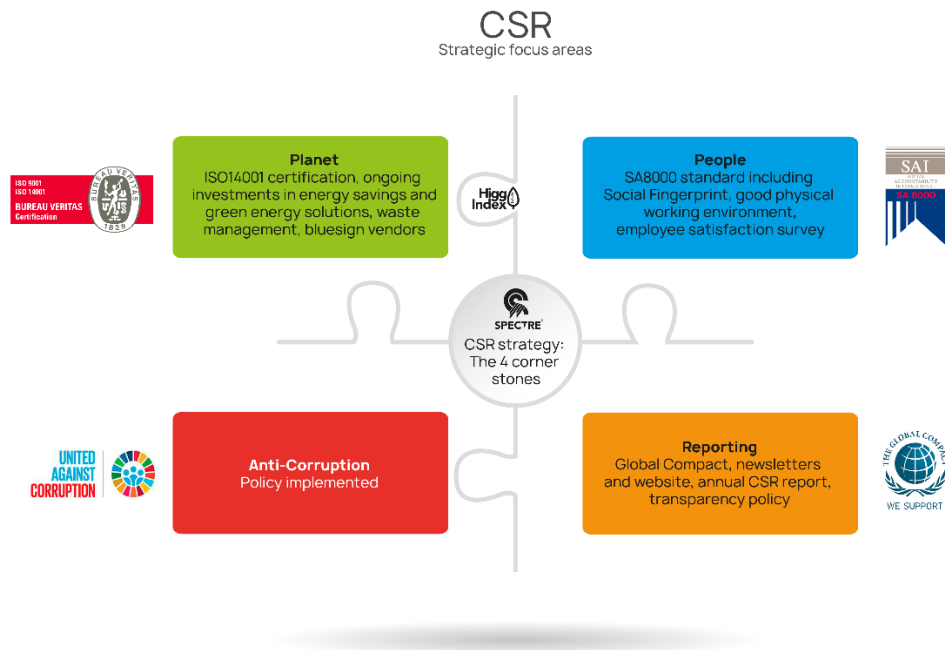 CSR
Strategic focus areas
ISO 9001
ISO 14001
BUREAU VERITAS
Certification
BUREAU VERITAS
1828
Planet
ISO14001 certification, ongoing
investments in energy savings and
green energy solutions, waste
management, bluesign vendors
Higg
Index
People
SA8000 standard including
Social Fingerprint, good physical
working environment,
employee satisfaction survey
SAI
SOCIAL
ACCOUNTABILITY
INTERNATIONAL
SA 8000
SPECTRE
CSR strategy:
The 4 corner
stones
UNITED
AGAINST
CORRUPTION
Anti-Corruption
Policy implemented
Reporting
Global Compact, newsletters
and website, annual CSR report,
transparency policy
THE GLOBAL COMPACT
WE SUPPORT